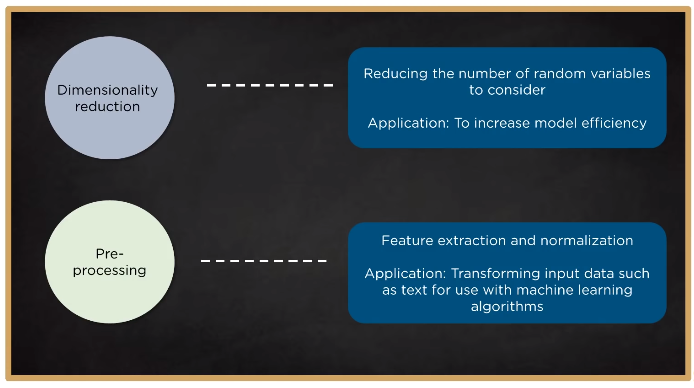 Dimensionality
reduction
Reducing the number of random variables
to consider
Application: To increase model efficiency
Pre-
processing
Feature extraction and normalization
Application: Transforming input data such
as text for use with machine learning
algorithms